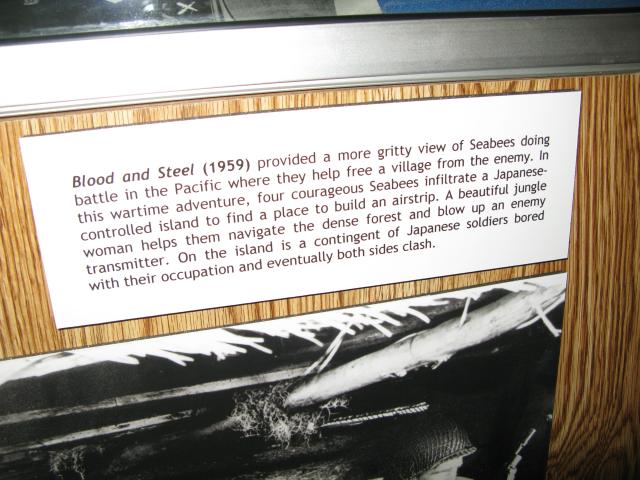 Blood and Steel (1959) provided a more gritty view of Seabees doing
battle in the Pacific where they help free a village from the enemy. In
this wartime adventure, four courageous Seabees infiltrate a Japanese-
controlled island to find a place to build an airstrip. A beautiful jungle
woman helps them navigate the dense forest and blow up an enemy
transmitter. On the island is a contingent of Japanese soldiers bored
with their occupation and eventually both sides clash.